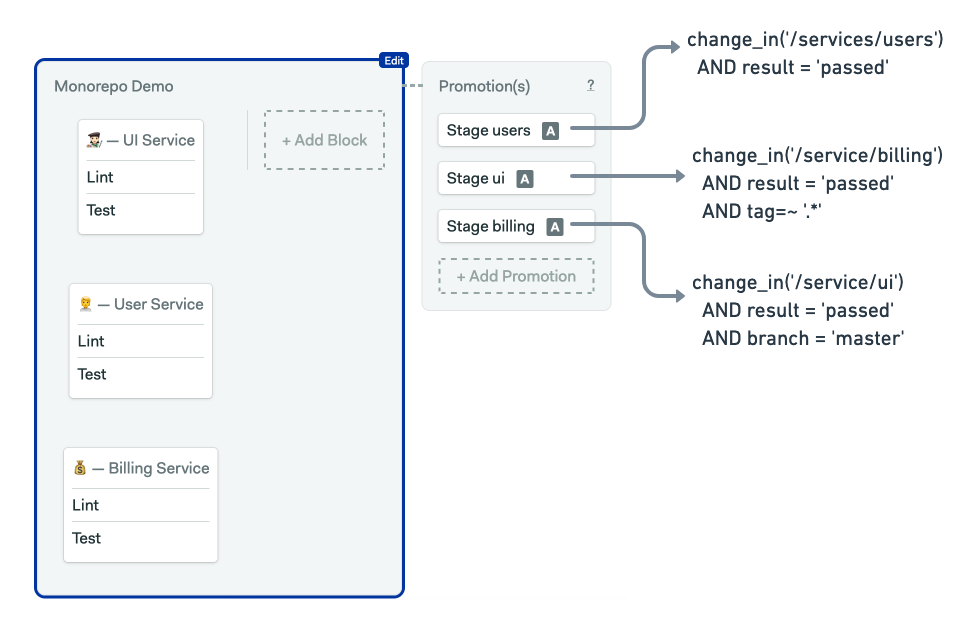 Edit
Monorepo Demo
— UI Service
Lint
Test
+ Add Block
— User Service
Lint
Test
— Billing Service
Lint
Test
Promotion(s)
?
Stage users A
Stage ui A
Stage billing A
+ Add Promotion
change_in('/services/users')
AND result = 'passed'
change_in('/service/billing')
AND result = 'passed'
AND tag=~ '.*'
change_in('/service/ui')
AND result = 'passed'
AND branch = 'master'